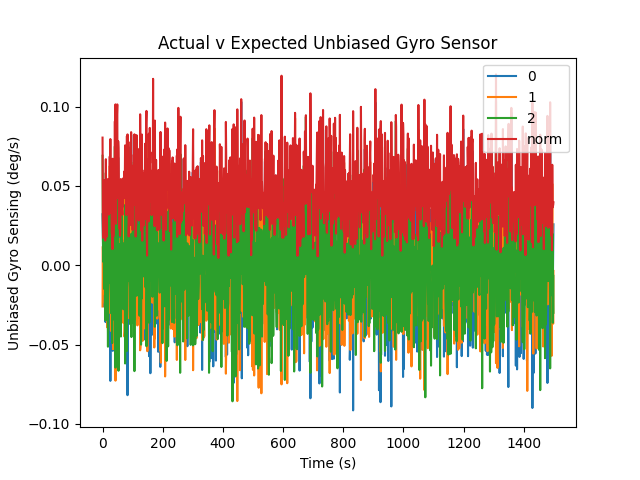 Actual v Expected Unbiased Gyro Sensor
Unbiased Gyro Sensing (deg/s)
0.10
0.05
0.00
−0.05
−0.10
0
1
2
norm
0 200 400 600 800 1000 1200 1400
Time (s)